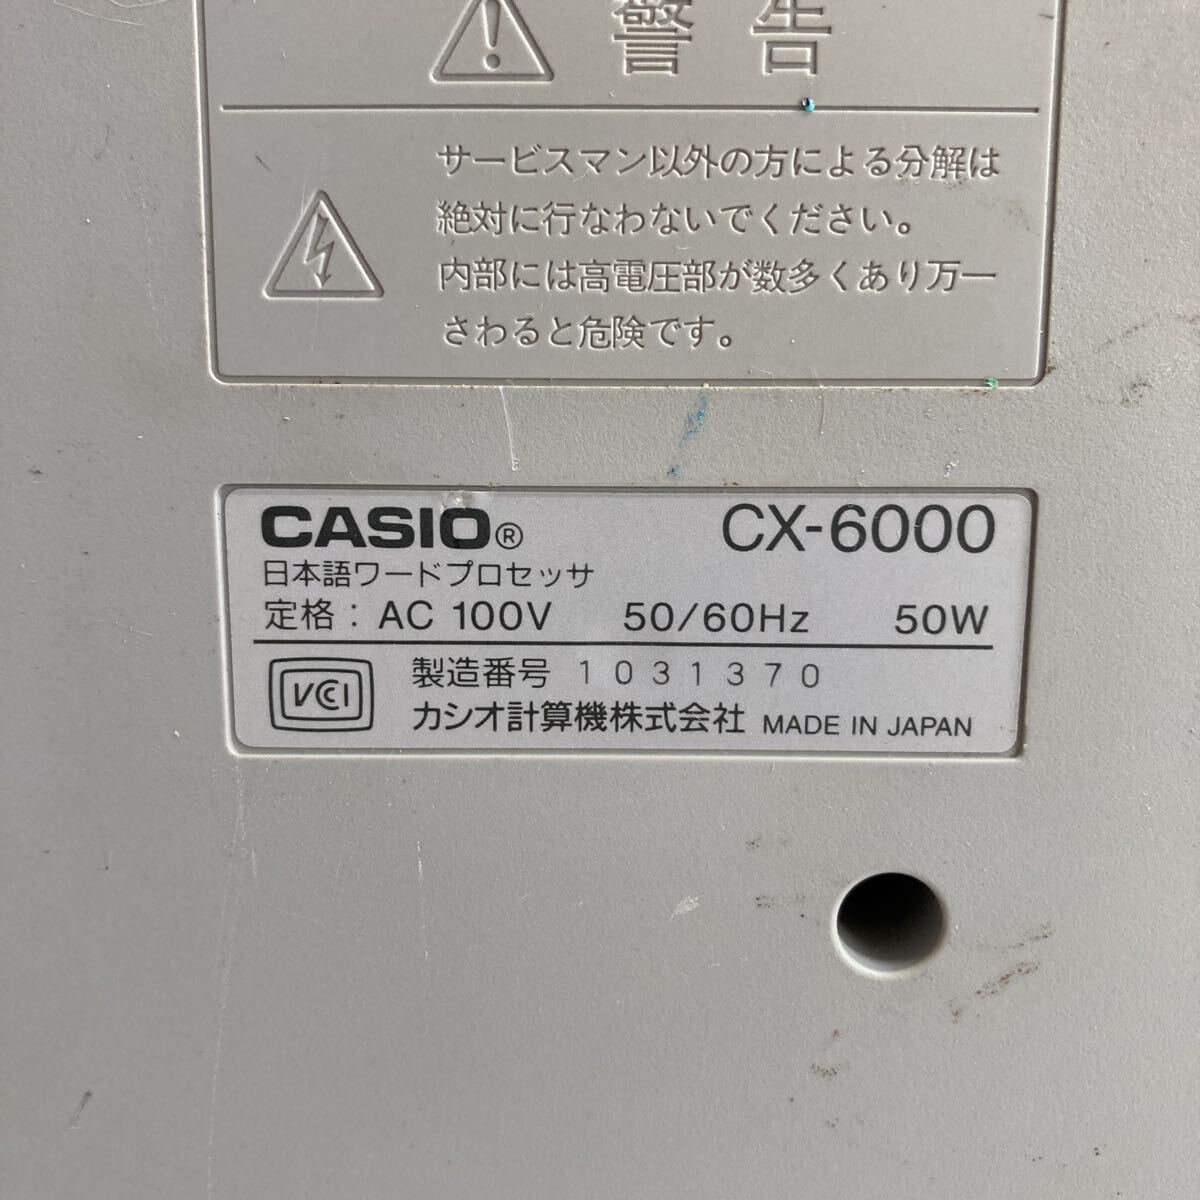 警告
サービスマン以外の方による分解は
絶対に行なわないでください。
内部には高電圧部が数多くあり万一
さわると危険です。
CASIO® CX-6000
日本語ワードプロセッサ
定格：AC 100V 50/60Hz 50W
VCCI 製造番号 1031370
カシオ計算機株式会社 MADE IN JAPAN